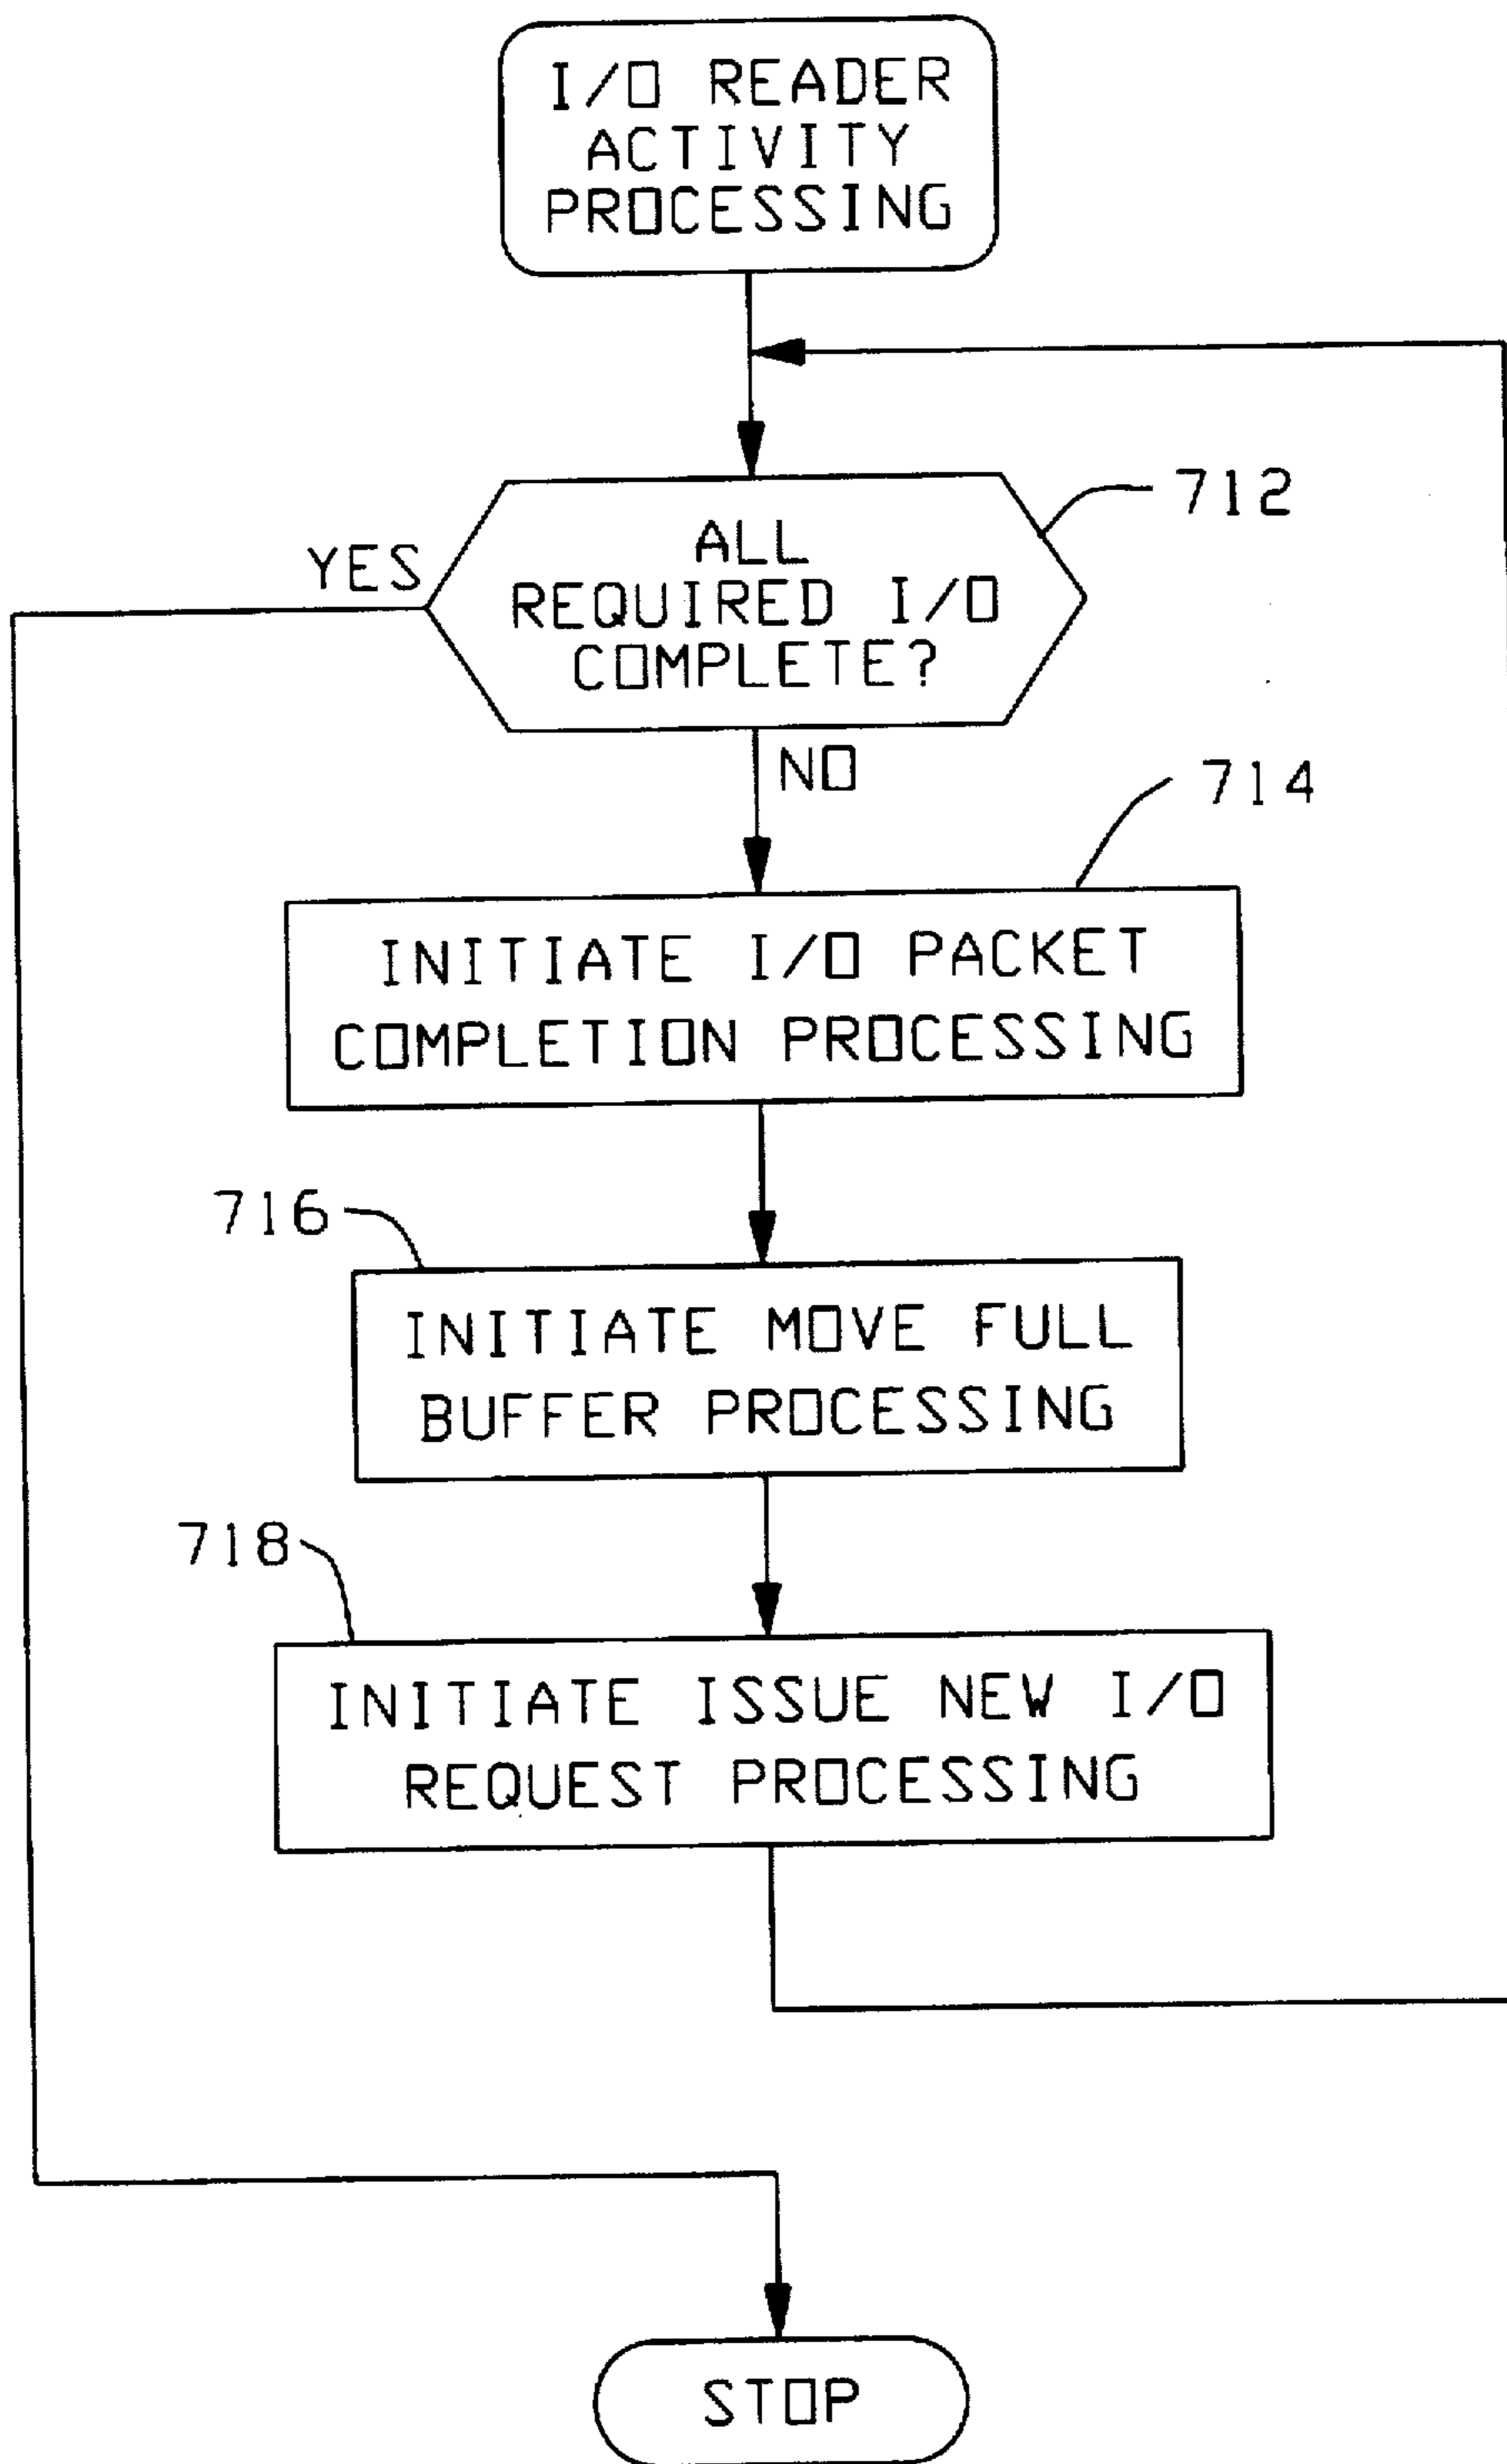 I/O READER
ACTIVITY
PROCESSING
712
YES
ALL
REQUIRED I/O
COMPLETE?
NO
714
INITIATE I/O PACKET
COMPLETION PROCESSING
716
INITIATE MOVE FULL
BUFFER PROCESSING
718
INITIATE ISSUE NEW I/O
REQUEST PROCESSING
STOP